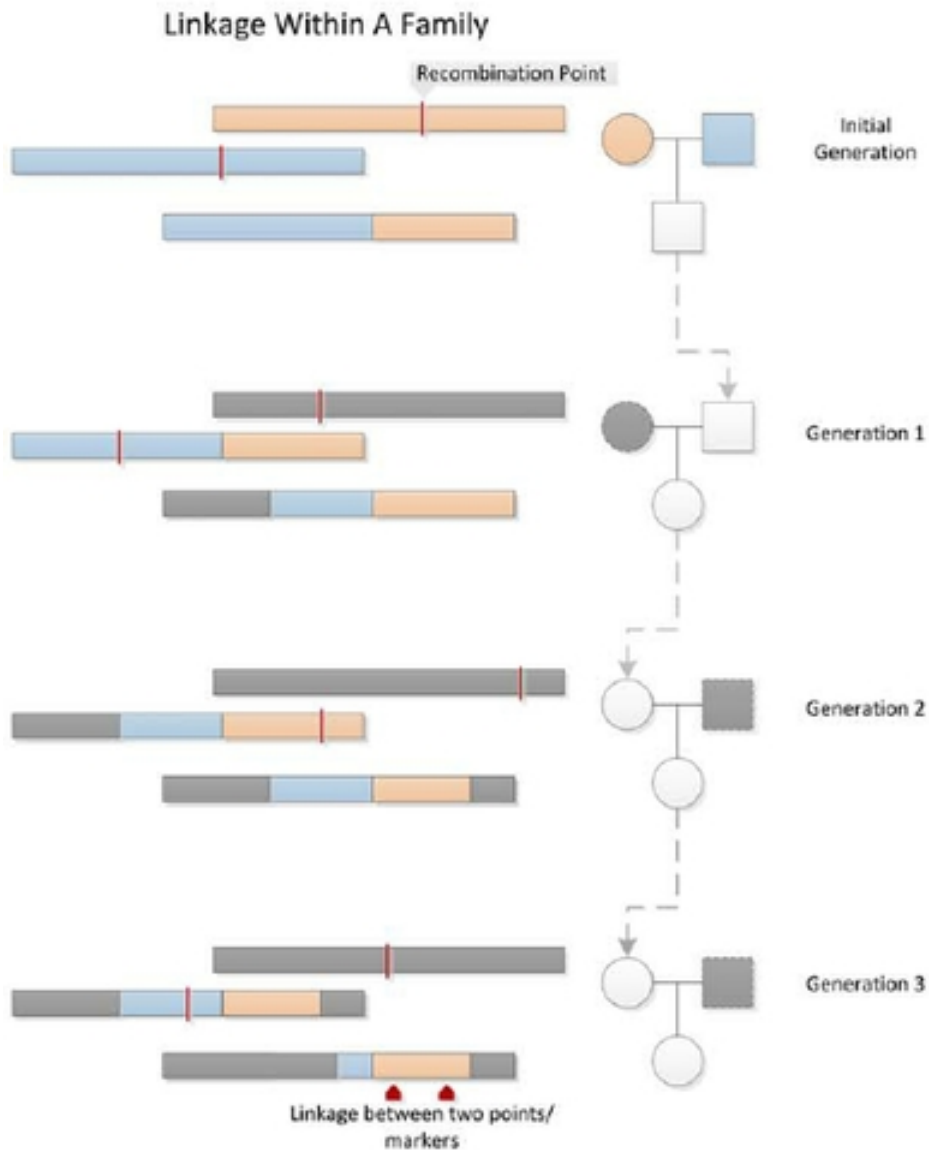 Linkage Within A Family
Recombination Point
Initial
Generation
Generation 1
Generation 2
Generation 3
Linkage between two points/
markers